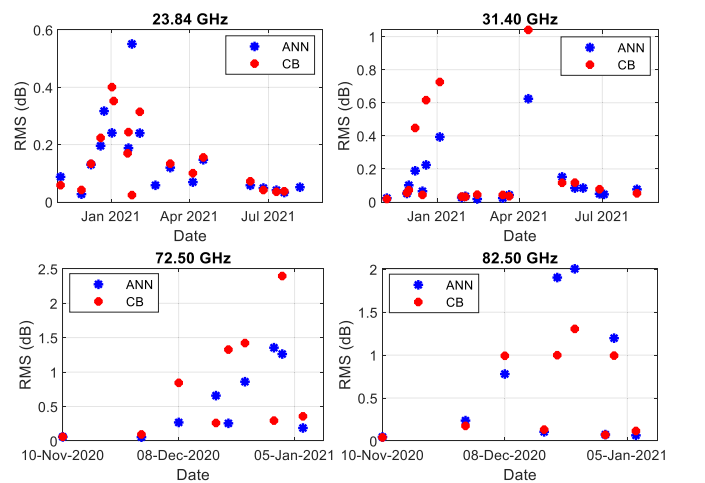 23.84 GHz
0.6
0.4
0.2
0
RMS (dB)
ANN
CB
Jan 2021 Apr 2021 Jul 2021
Date
31.40 GHz
1
0.8
0.6
0.4
0.2
0
RMS (dB)
ANN
CB
Jan 2021 Apr 2021 Jul 2021
Date
72.50 GHz
2.5
2
1.5
1
0.5
0
RMS (dB)
ANN
CB
10-Nov-2020 08-Dec-2020 05-Jan-2021
Date
82.50 GHz
2
1.5
1
0.5
0
RMS (dB)
ANN
CB
10-Nov-2020 08-Dec-2020 05-Jan-2021
Date